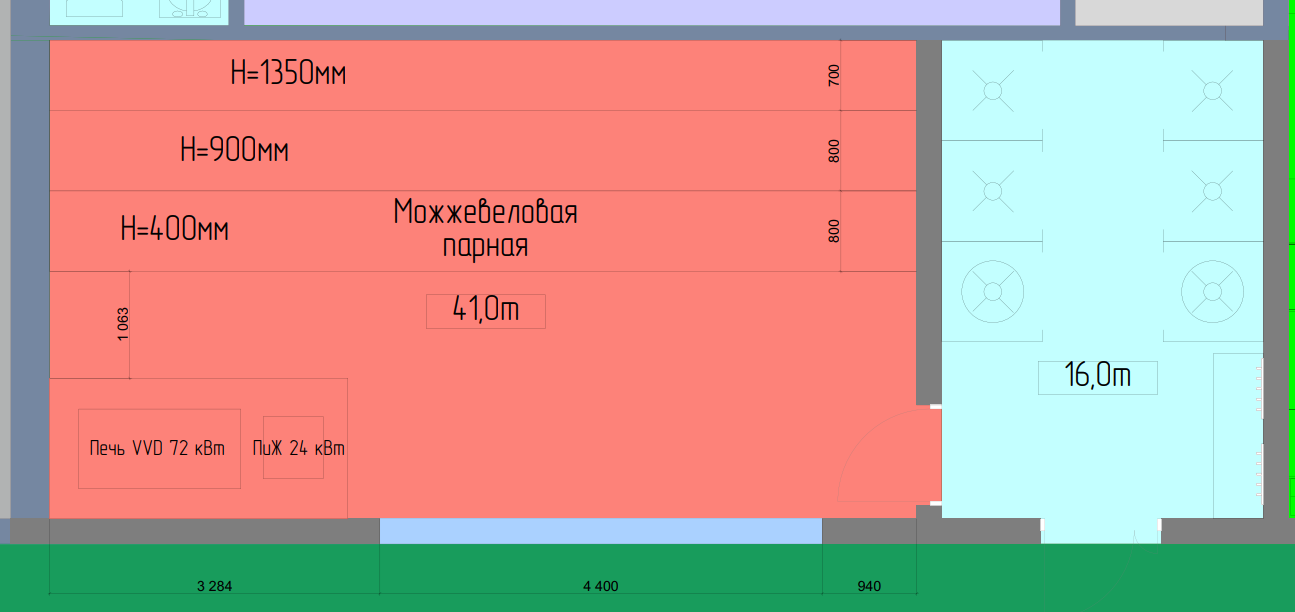 H=1350мм
700
H=900мм
800
H=400мм
Можжевеловая
парная
800
41,0m
1 063
16,0m
Печь VVD 72 кВт
ПиЖ 24 кВт
3 284
4 400
940